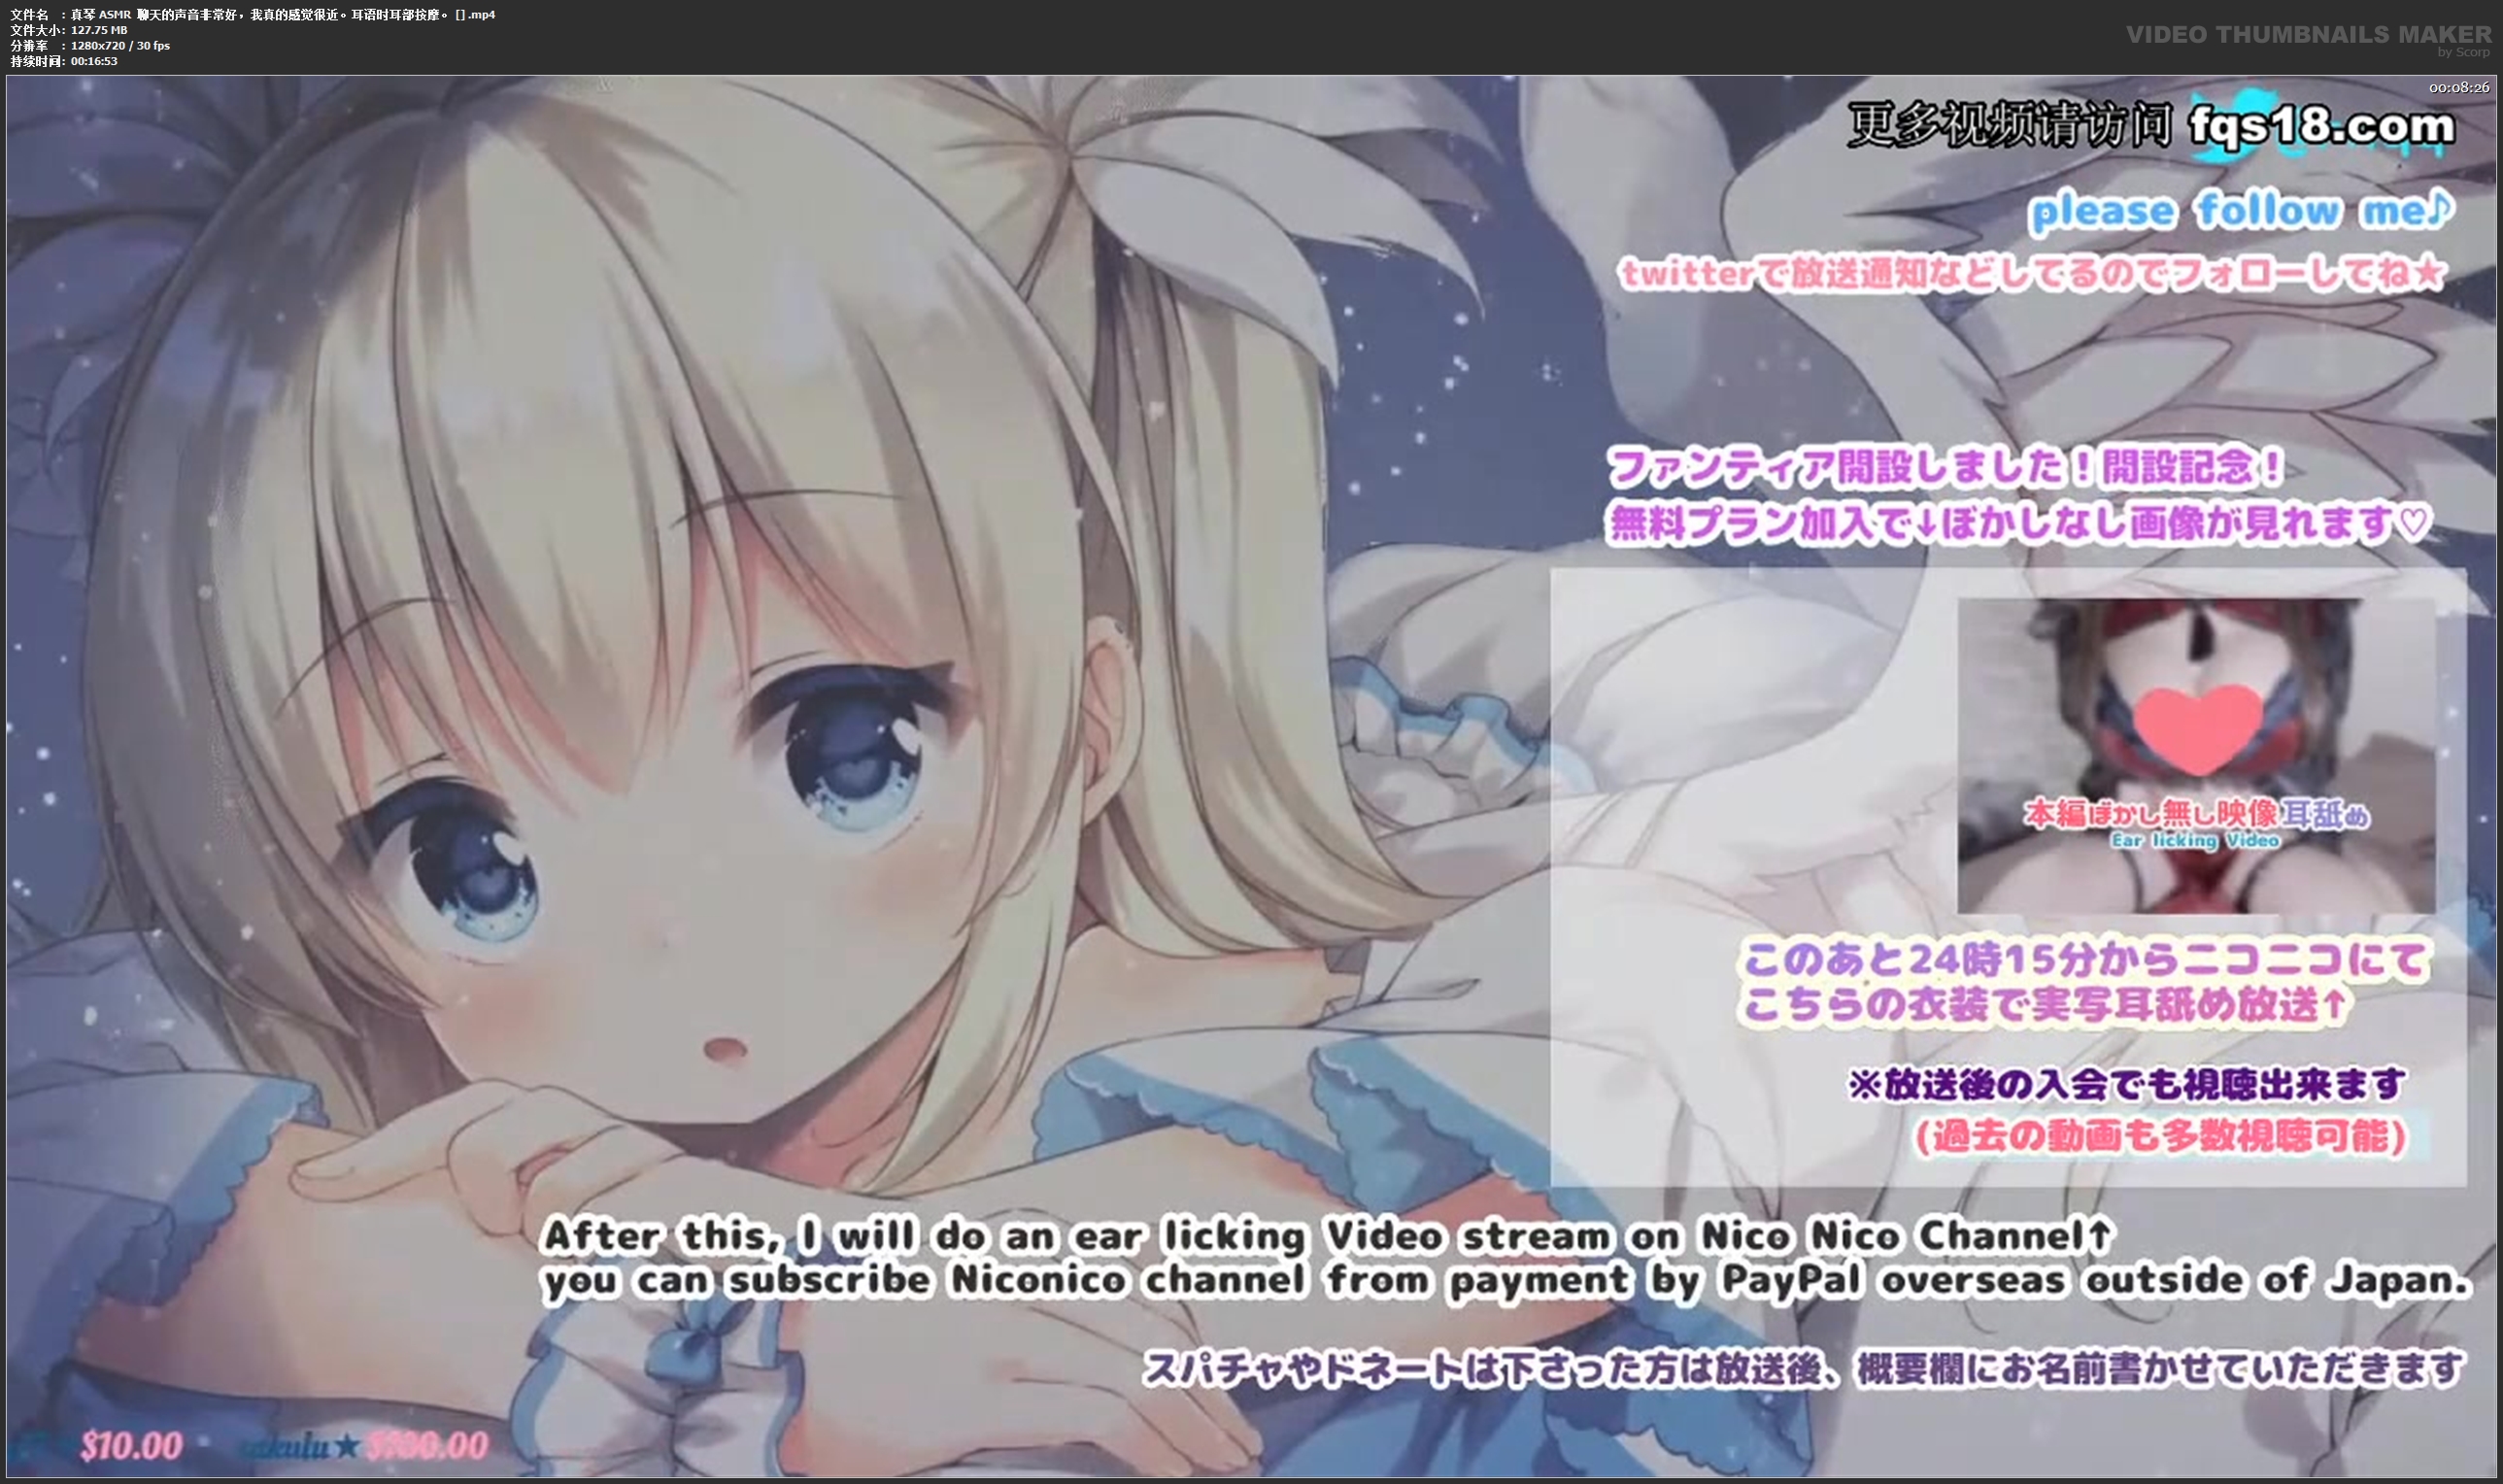 文件名 : 真琴 ASMR 聊天的声音非常好，我真的感觉很近。耳语时耳部按摩。 [] .mp4
文件大小: 127.75 MB
分辨率 : 1280x720 / 30 fps
持续时间: 00:16:53
VIDEO THUMBNAILS MAKER
by Scorp
00:08:26
更多视频请访问 fqs18.com
please follow me♪
twitterで放送通知などしてるのでフォローしてね★
ファンティア開設しました！開設記念！
無料プラン加入で↓ぼかしなし画像が見れます♡
本編ぼかし無し映像 耳舐め
Ear licking Video
このあと24時15分からニコニコにて
こちらの衣装で実写耳舐め放送↑
※放送後の入会でも視聴出来ます
(過去の動画も多数視聴可能)
After this, I will do an ear licking Video stream on Nico Nico Channel↑
you can subscribe Niconico channel from payment by PayPal overseas outside of Japan.
スパチャやドネートは下さった方は放送後、概要欄にお名前書かせていただきます
$10.00